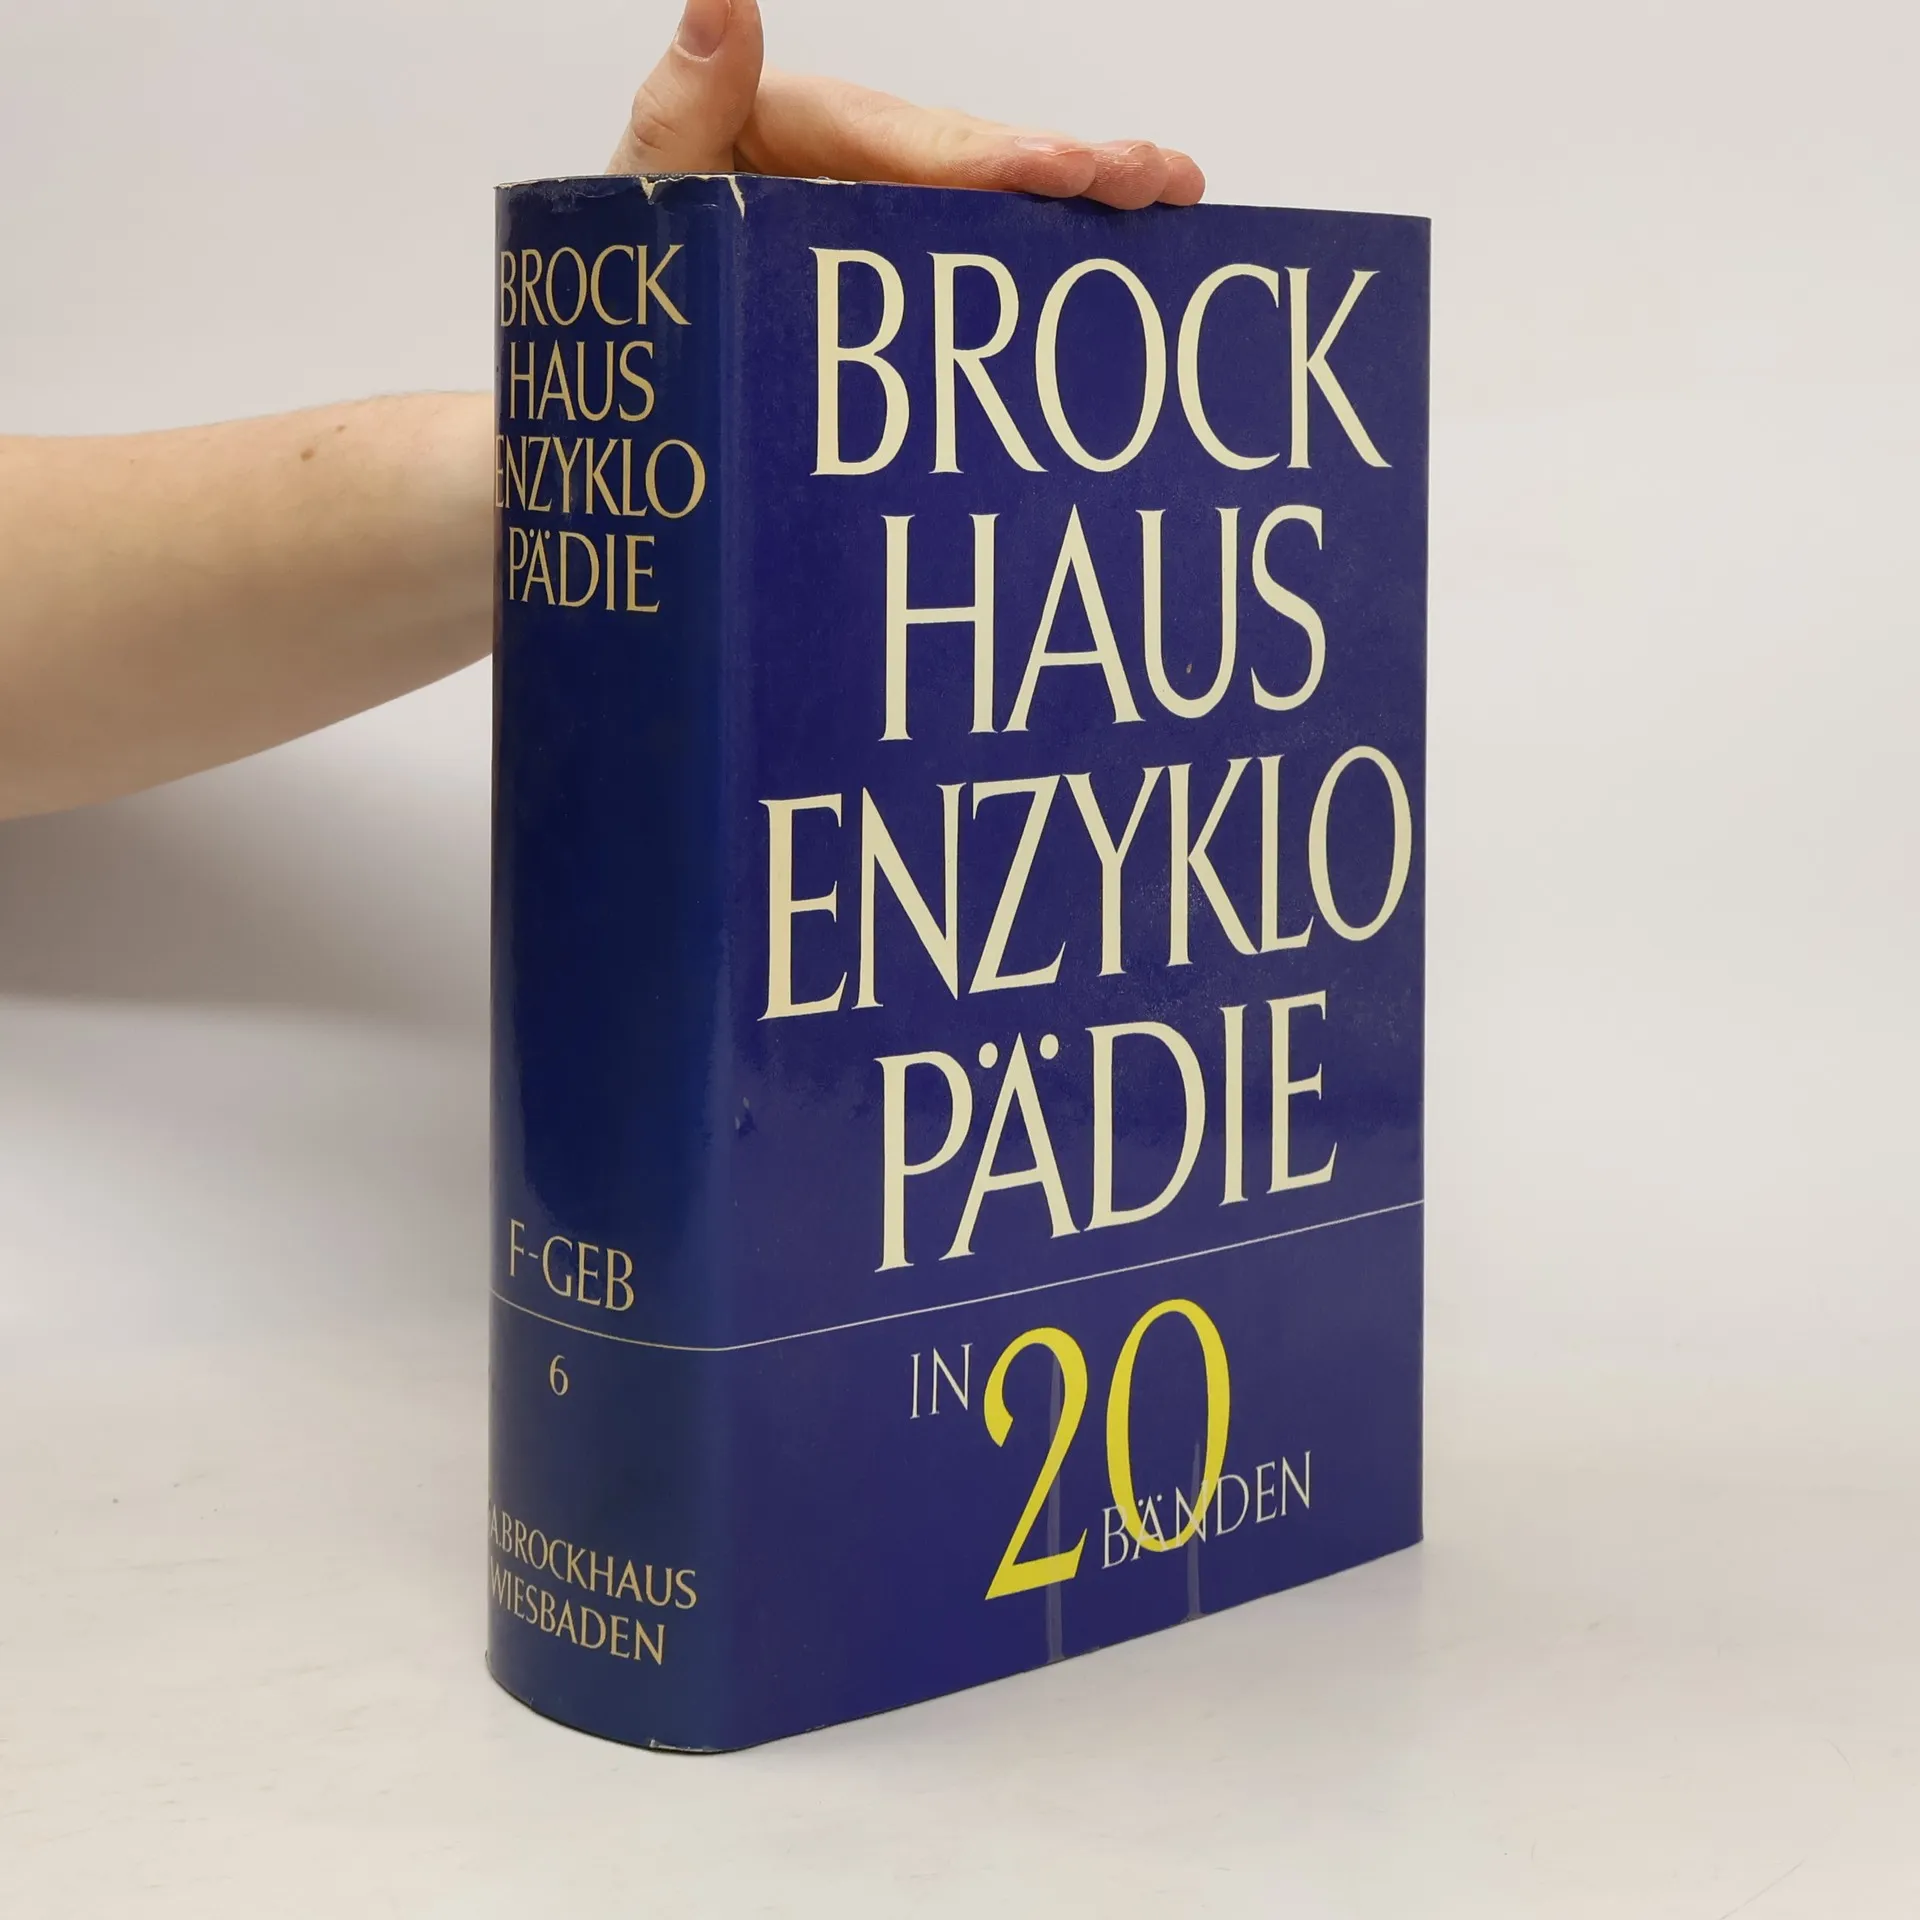 BROCK
HAUS
ENZYKLO
PÄDIE
F-GEB
6
A.BROCKHAUS
WIESBADEN
BROCK
HAUS
ENZYKLO
PÄDIE
IN 20 BÄNDEN